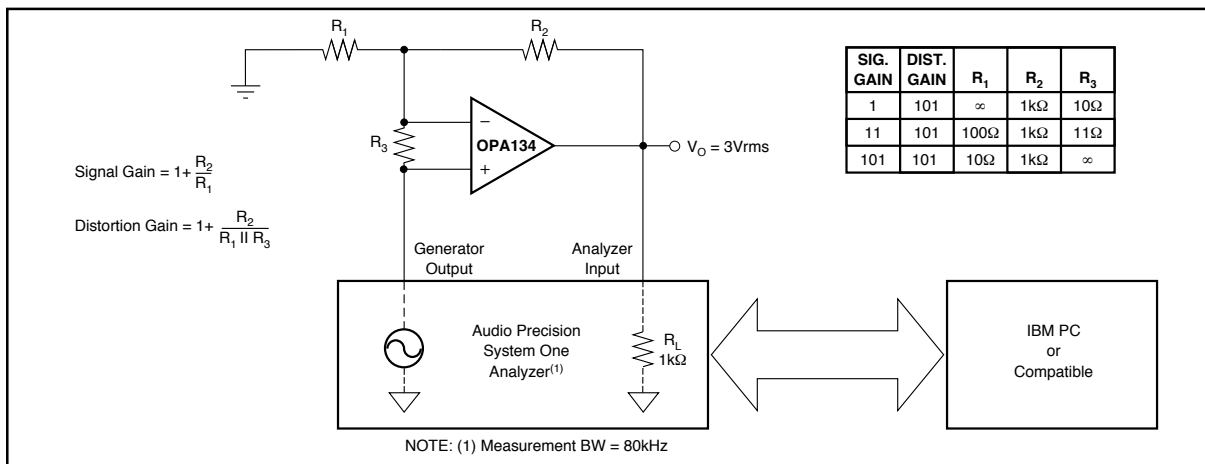 R1
R2
SIG. GAIN DIST. GAIN R1 R2 R3
1 101 ∞ 1kΩ 10Ω
11 101 100Ω 1kΩ 11Ω
101 101 10Ω 1kΩ ∞
R3
−
+
OPA134
VO = 3Vrms
Signal Gain = 1+ R2/R1
Distortion Gain = 1+ R2/(R1 II R3)
Generator Output
Analyzer Input
Audio Precision
System One
Analyzer(1)
RL
1kΩ
IBM PC
or
Compatible
NOTE: (1) Measurement BW = 80kHz